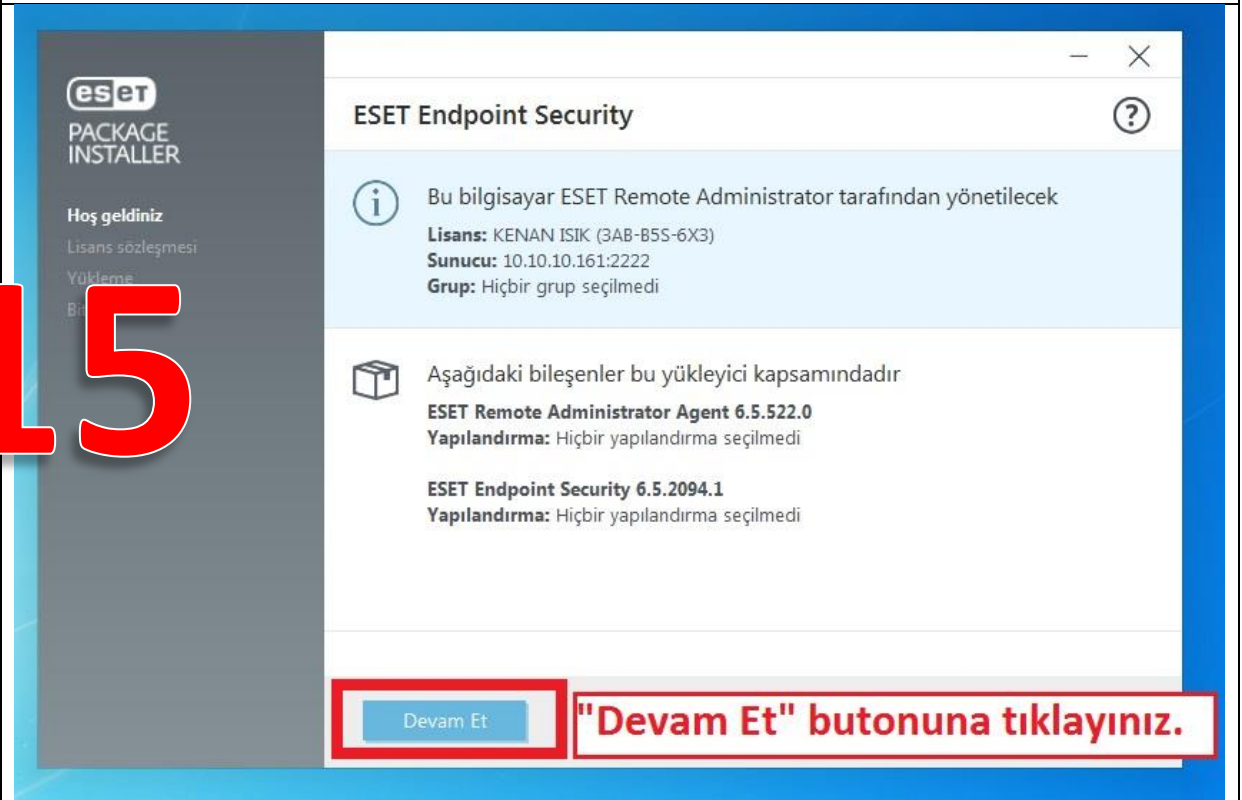 eset
PACKAGE
INSTALLER
Hoş geldiniz
Lisans sözleşmesi
Yükleme
15
ESET Endpoint Security
?
i
Bu bilgisayar ESET Remote Administrator tarafından yönetilecek
Lisans: KENAN ISIK (3AB-B5S-6X3)
Sunucu: 10.10.10.161:2222
Grup: Hiçbir grup seçilmedi
Aşağıdaki bileşenler bu yükleyici kapsamındadır
ESET Remote Administrator Agent 6.5.522.0
Yapılandırma: Hiçbir yapılandırma seçilmedi
ESET Endpoint Security 6.5.2094.1
Yapılandırma: Hiçbir yapılandırma seçilmedi
Devam Et
"Devam Et" butonuna tıklayınız.